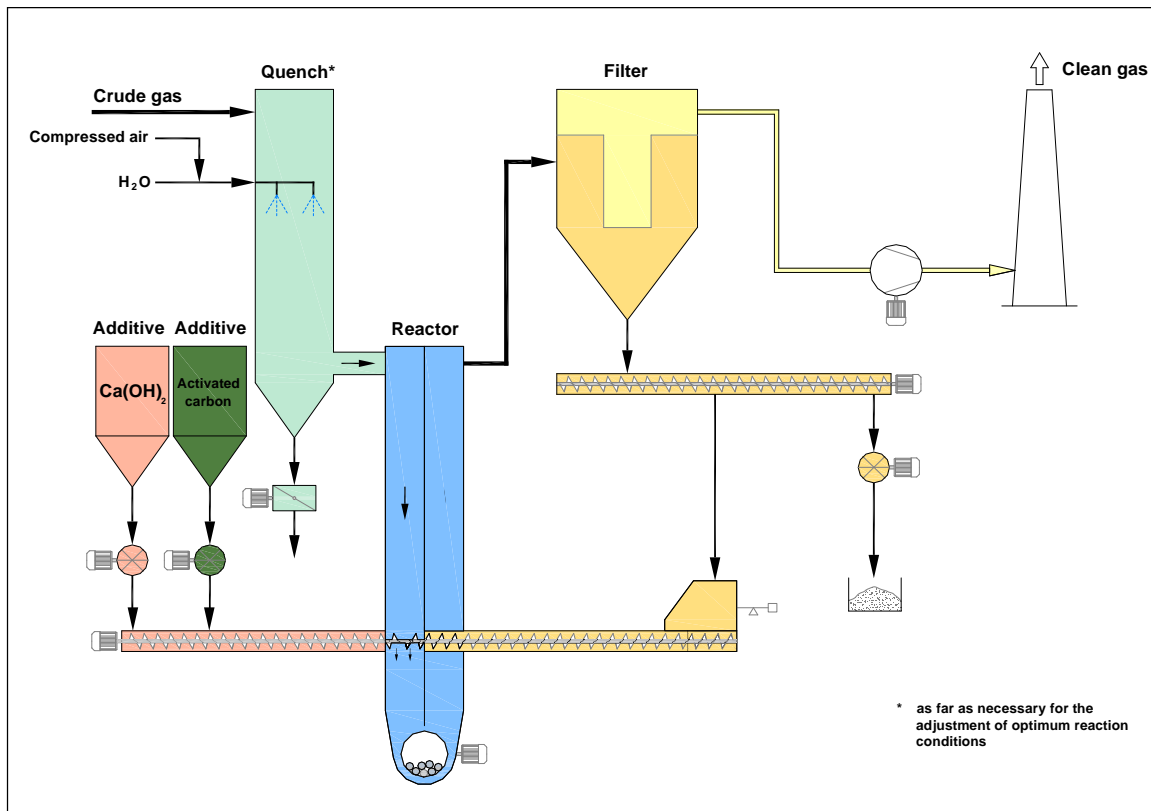 Quench*
Filter
Clean gas
Crude gas
Compressed air
H₂O
Additive
Additive
Reactor
Ca(OH)₂
Activated
carbon
* as far as necessary for the
adjustment of optimum reaction
conditions